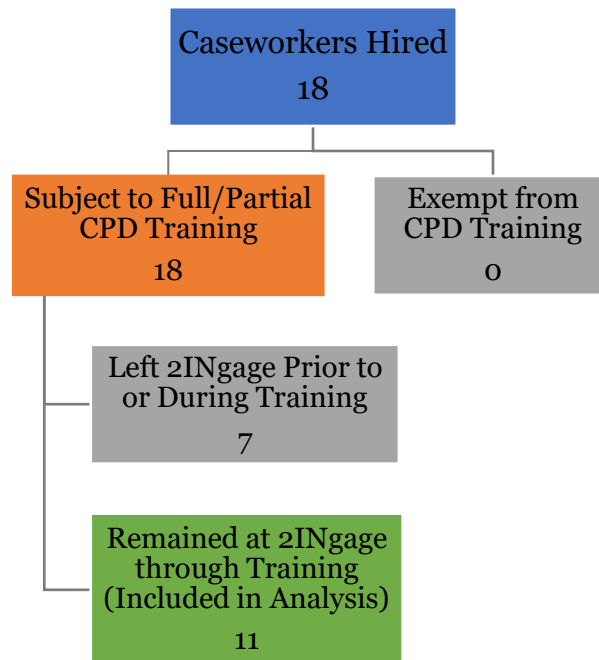 Caseworkers Hired
18
Subject to Full/Partial
CPD Training
18
Exempt from
CPD Training
0
Left 2INgage Prior to
or During Training
7
Remained at 2INgage
through Training
(Included in Analysis)
11